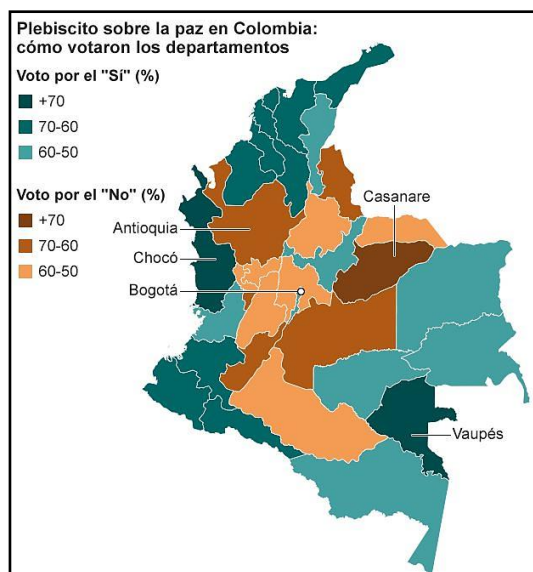 Plebiscito sobre la paz en Colombia:
cómo votaron los departamentos
Voto por el "Sí" (%)
+70
70-60
60-50
Voto por el "No" (%)
+70
70-60
60-50
Casanare
Antioquia
Chocó
Bogotá
Vaupés